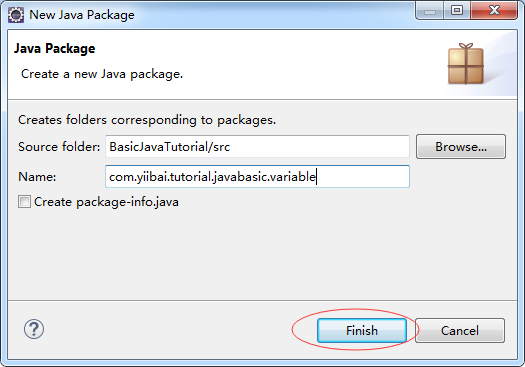 New Java Package
Java Package
Create a new Java package.
Creates folders corresponding to packages.
Source folder: BasicJavaTutorial/src Browse...
Name: com.yiibai.tutorial.javabasic.variable
Create package-info.java
? Finish Cancel